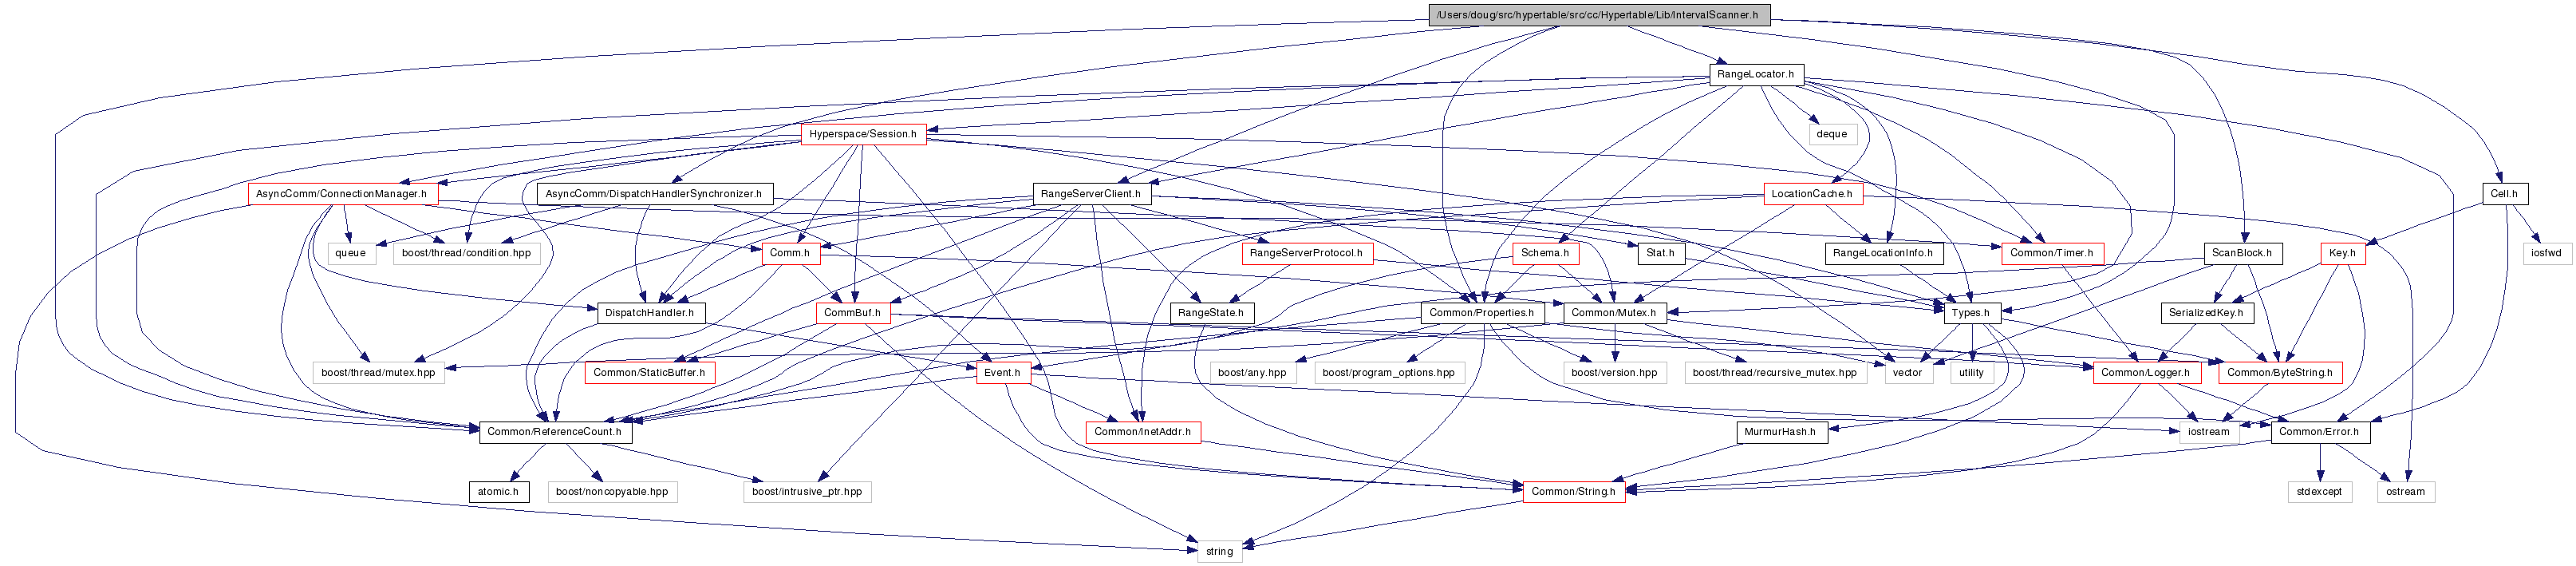 /Users/doug/src/hypertable/src/cc/Hypertable/Lib/IntervalScanner.h
RangeLocator.h
Hyperspace/Session.h
deque
AsyncComm/ConnectionManager.h
AsyncComm/DispatchHandlerSynchronizer.h
RangeServerClient.h
LocationCache.h
Cell.h
queue
boost/thread/condition.hpp
Comm.h
RangeServerProtocol.h
Schema.h
Stat.h
RangeLocationInfo.h
Common/Timer.h
ScanBlock.h
Key.h
iosfwd
DispatchHandler.h
CommBuf.h
RangeState.h
Common/Properties.h
Common/Mutex.h
Types.h
SerializedKey.h
boost/thread/mutex.hpp
Common/StaticBuffer.h
Event.h
boost/any.hpp
boost/program_options.hpp
boost/version.hpp
boost/thread/recursive_mutex.hpp
vector
utility
Common/Logger.h
Common/ByteString.h
Common/ReferenceCount.h
Common/InetAddr.h
MurmurHash.h
iostream
Common/Error.h
atomic.h
boost/noncopyable.hpp
boost/intrusive_ptr.hpp
Common/String.h
stdexcept
ostream
string